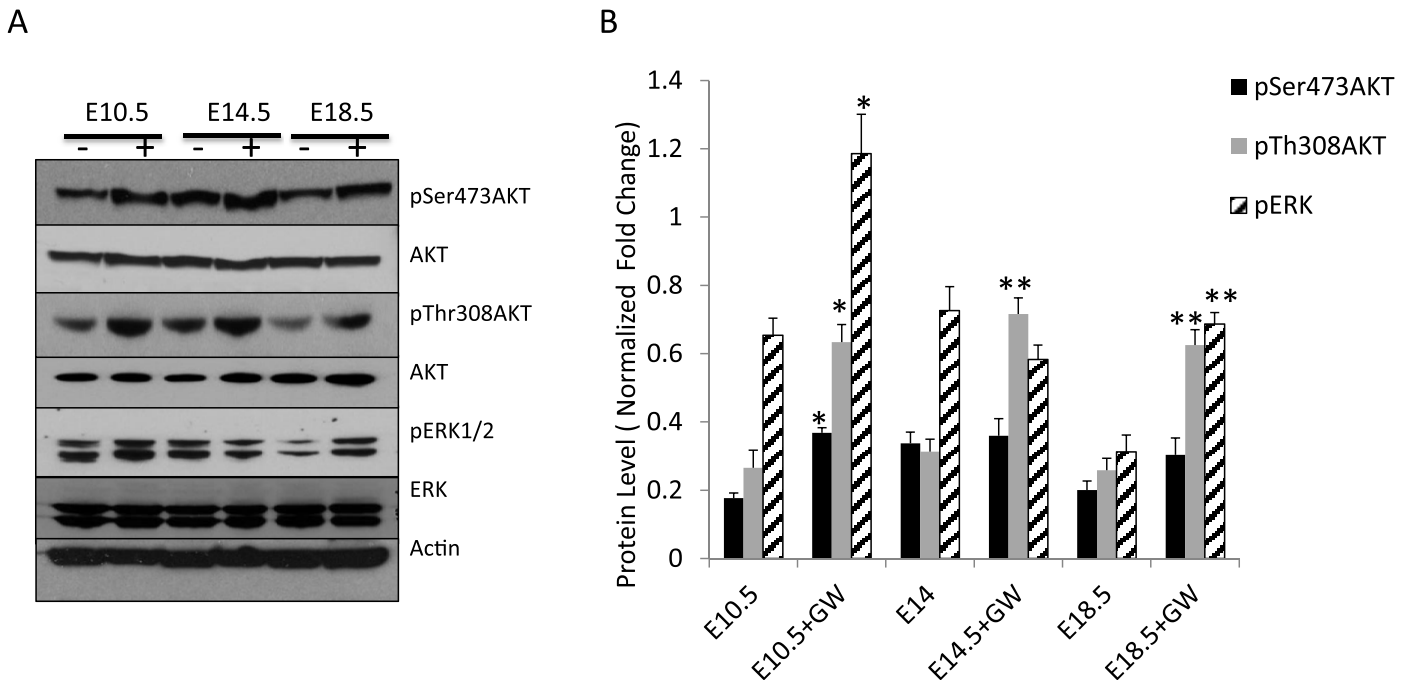 A
E10.5 E14.5 E18.5
- + - + - +
pSer473AKT
AKT
pThr308AKT
AKT
pERK1/2
ERK
Actin
B
Protein Level ( Normalized Fold Change)
1.4
1.2
1
0.8
0.6
0.4
0.2
0
* * *
**
** **
E10.5
E10.5+GW
E14
E14.5+GW
E18.5
E18.5+GW
pSer473AKT
pTh308AKT
pERK